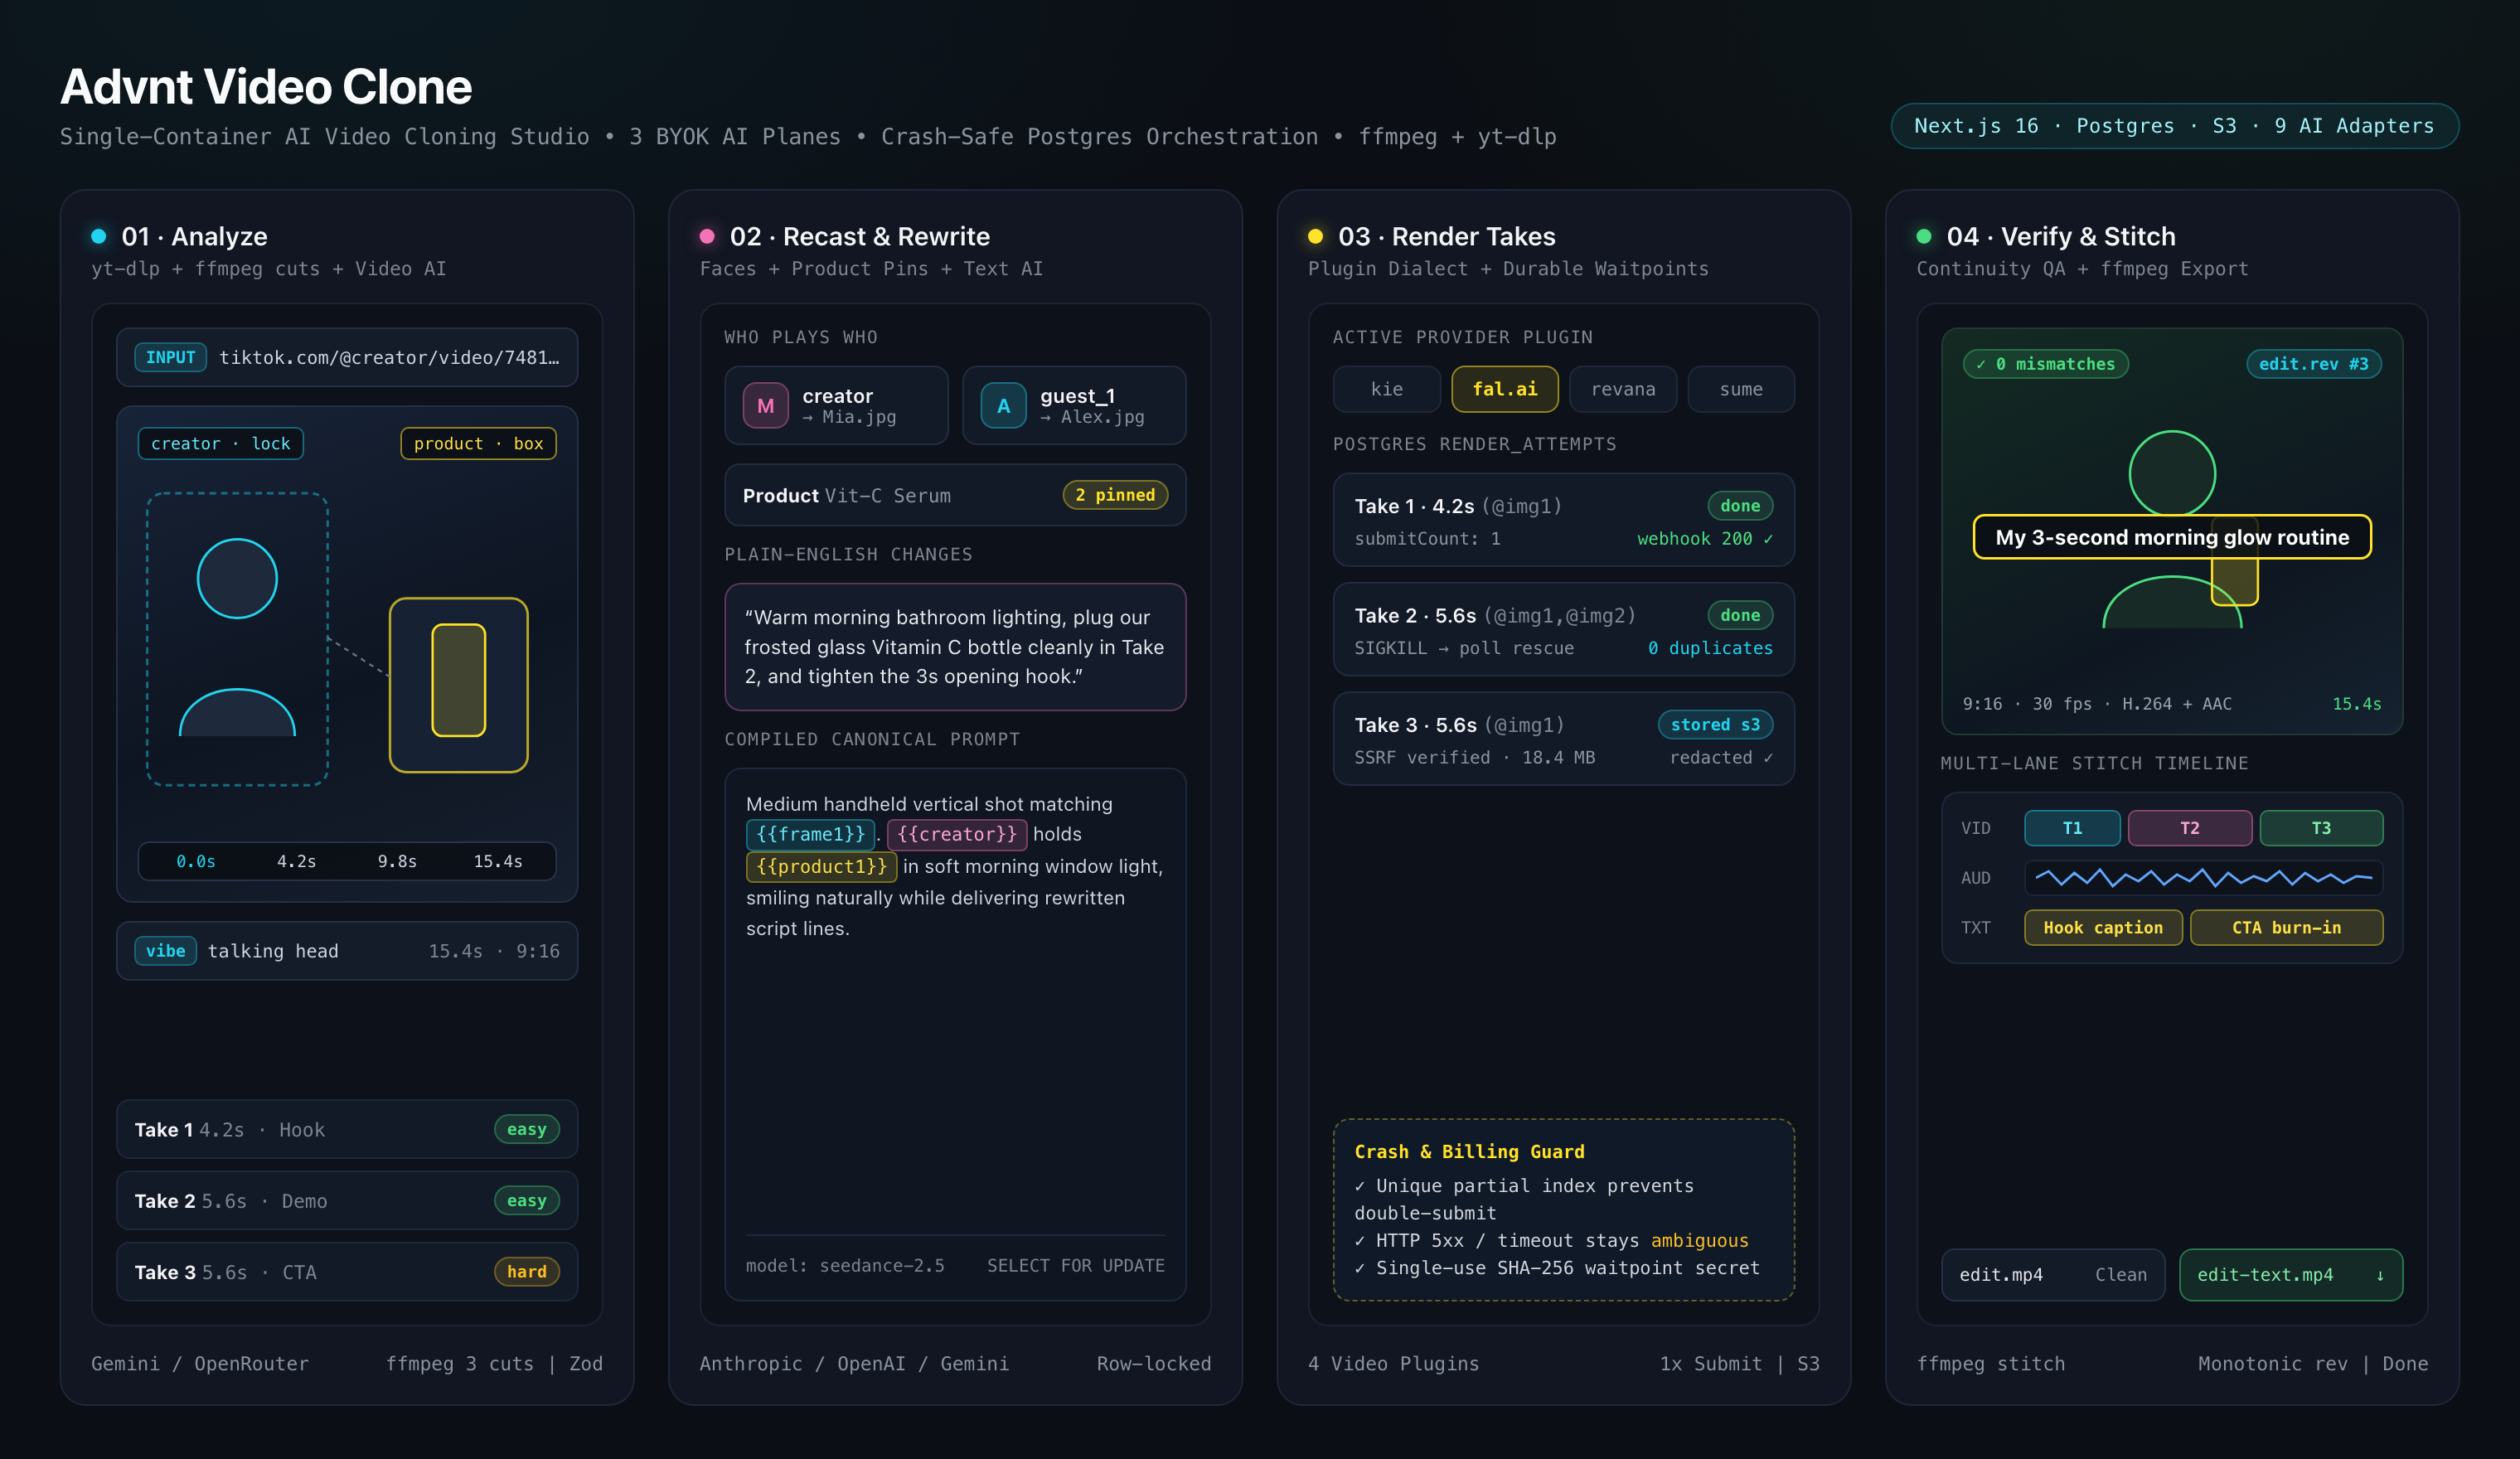 Advnt Video Clone
Single-Container AI Video Cloning Studio • 3 BYOK AI Planes • Crash-Safe Postgres Orchestration • ffmpeg + yt-dlp
Next.js 16 · Postgres · S3 · 9 AI Adapters
01 · Analyze
yt-dlp + ffmpeg cuts + Video AI
INPUT tiktok.com/@creator/video/7481…
creator · lock
product · box
0.0s 4.2s 9.8s 15.4s
vibe talking head 15.4s · 9:16
Take 1 4.2s · Hook easy
Take 2 5.6s · Demo easy
Take 3 5.6s · CTA hard
Gemini / OpenRouter ffmpeg 3 cuts | Zod
02 · Recast & Rewrite
Faces + Product Pins + Text AI
WHO PLAYS WHO
M creator
→ Mia.jpg
A guest_1
→ Alex.jpg
Product Vit-C Serum 2 pinned
PLAIN-ENGLISH CHANGES
“Warm morning bathroom lighting, plug our
frosted glass Vitamin C bottle cleanly in Take
2, and tighten the 3s opening hook.”
COMPILED CANONICAL PROMPT
Medium handheld vertical shot matching
{{frame1}}. {{creator}} holds
{{product1}} in soft morning window light,
smiling naturally while delivering rewritten
script lines.
model: seedance-2.5 SELECT FOR UPDATE
Anthropic / OpenAI / Gemini Row-locked
03 · Render Takes
Plugin Dialect + Durable Waitpoints
ACTIVE PROVIDER PLUGIN
kie fal.ai revana sume
POSTGRES RENDER_ATTEMPTS
Take 1 · 4.2s (@img1) done
submitCount: 1 webhook 200 ✓
Take 2 · 5.6s (@img1,@img2) done
SIGKILL → poll rescue 0 duplicates
Take 3 · 5.6s (@img1) stored s3
SSRF verified · 18.4 MB redacted ✓
Crash & Billing Guard
✓ Unique partial index prevents
double-submit
✓ HTTP 5xx / timeout stays ambiguous
✓ Single-use SHA-256 waitpoint secret
4 Video Plugins 1x Submit | S3
04 · Verify & Stitch
Continuity QA + ffmpeg Export
✓ 0 mismatches edit.rev #3
My 3-second morning glow routine
9:16 · 30 fps · H.264 + AAC 15.4s
MULTI-LANE STITCH TIMELINE
VID T1 T2 T3
AUD
TXT Hook caption CTA burn-in
edit.mp4 Clean
edit-text.mp4 ↓
ffmpeg stitch Monotonic rev | Done